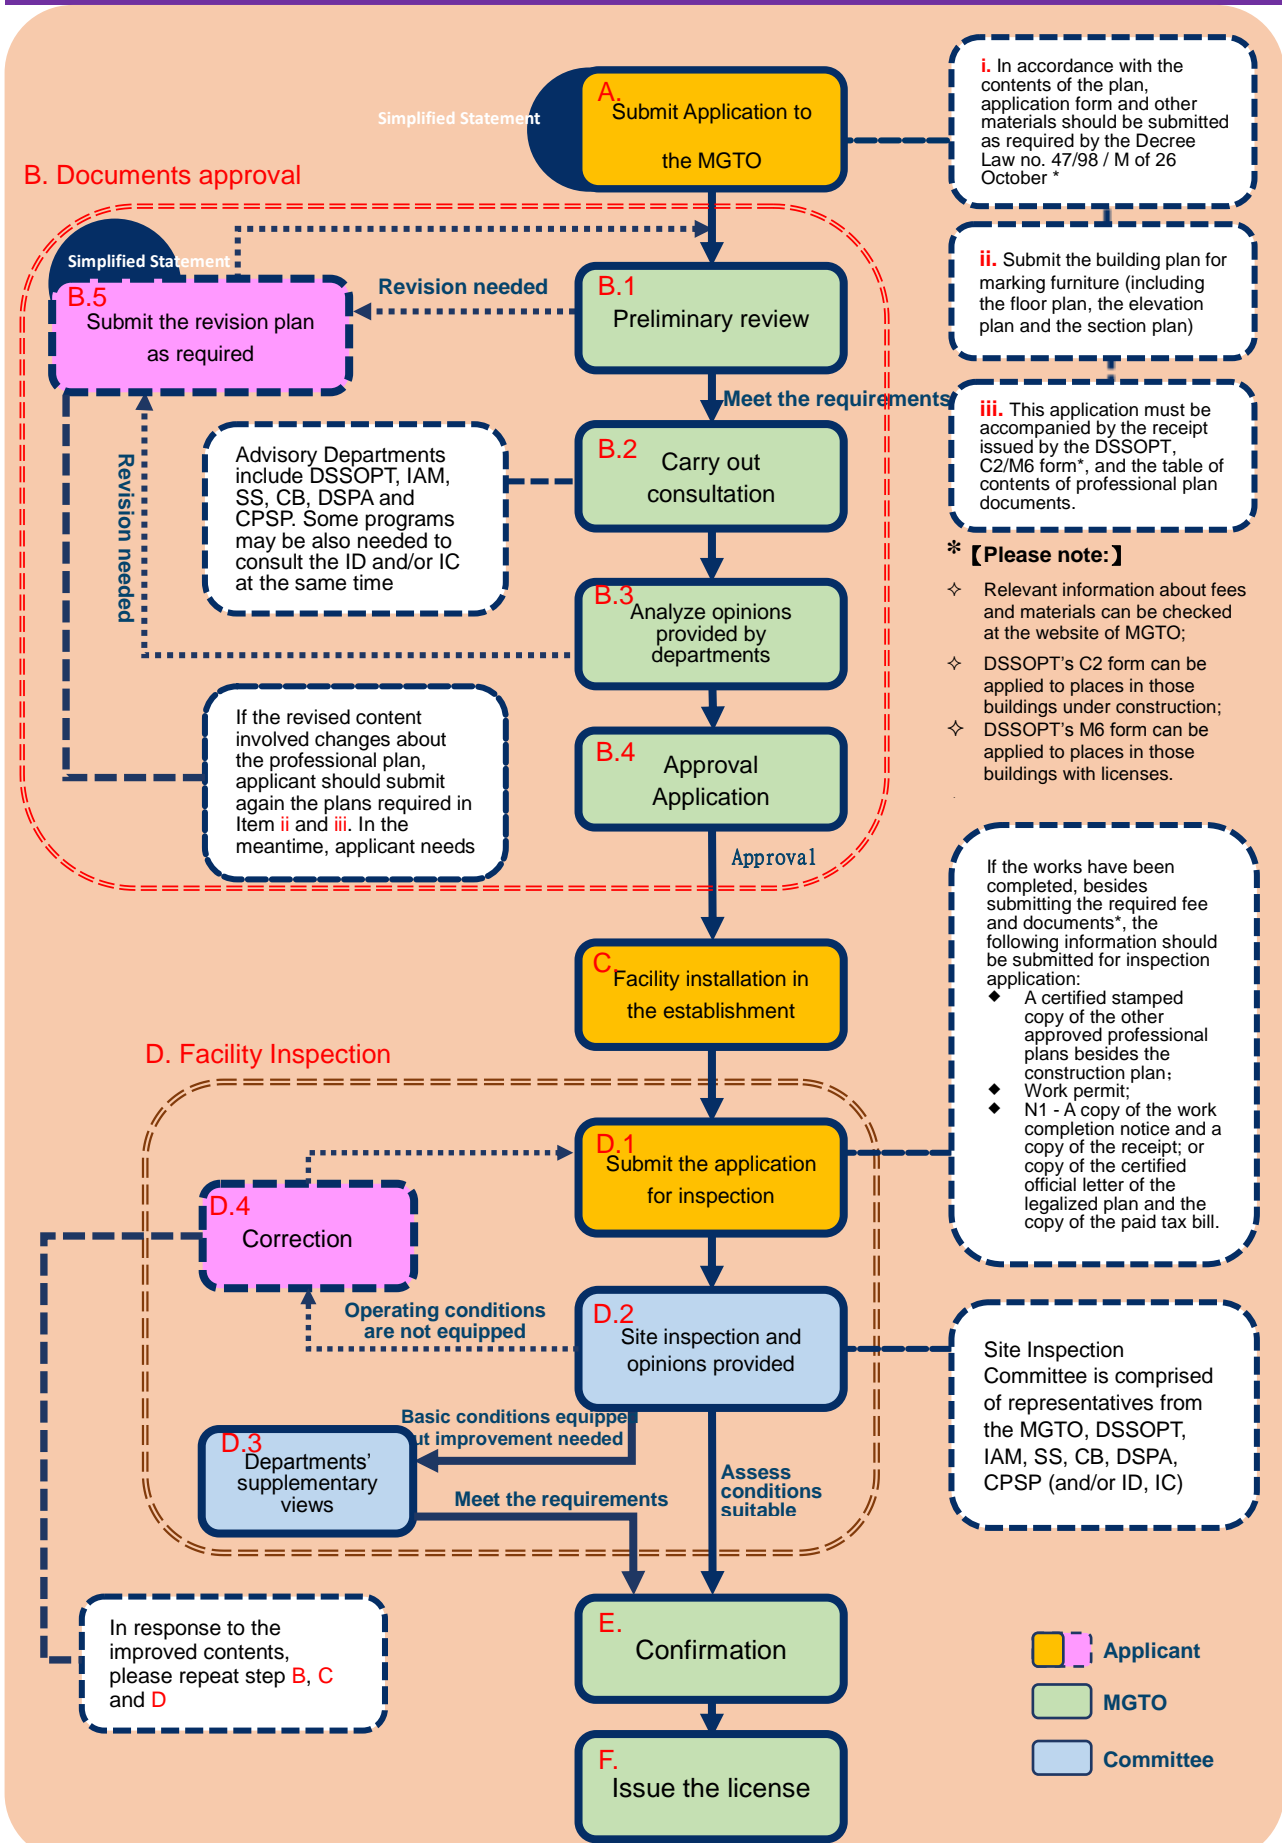 Simplified Statement
A.
Submit Application to
the MGTO
i. In accordance with the
contents of the plan,
application form and other
materials should be submitted
as required by the Decree
Law no. 47/98 / M of 26
October *
B. Documents approval
Simplified Statement
B.5
Submit the revision plan
as required
Revision needed
B.1
Preliminary review
ii. Submit the building plan for
marking furniture (including
the floor plan, the elevation
plan and the section plan)
Meet the requirements
iii. This application must be
accompanied by the receipt
issued by the DSSOPT,
C2/M6 form*, and the table of
contents of professional plan
documents.
Revision needed
Advisory Departments
include DSSOPT, IAM,
SS, CB, DSPA and
CPSP. Some programs
may be also needed to
consult the ID and/or IC
at the same time
B.2
Carry out
consultation
B.3
Analyze opinions
provided by
departments
* 【Please note:】
✧ Relevant information about fees
and materials can be checked
at the website of MGTO;
✧ DSSOPT's C2 form can be
applied to places in those
buildings under construction;
✧ DSSOPT's M6 form can be
applied to places in those
buildings with licenses.
If the revised content
involved changes about
the professional plan,
applicant should submit
again the plans required in
Item ii and iii. In the
meantime, applicant needs
B.4
Approval
Application
Approval
C.
Facility installation in
the establishment
If the works have been
completed, besides
submitting the required fee
and documents*, the
following information should
be submitted for inspection
application:
◆ A certified stamped
copy of the other
approved professional
plans besides the
construction plan;
◆ Work permit;
◆ N1 - A copy of the work
completion notice and a
copy of the receipt; or
copy of the certified
official letter of the
legalized plan and the
copy of the paid tax bill.
D. Facility Inspection
D.1
Submit the application
for inspection
D.4
Correction
Operating conditions
are not equipped
D.2
Site inspection and
opinions provided
Site Inspection
Committee is comprised
of representatives from
the MGTO, DSSOPT,
IAM, SS, CB, DSPA,
CPSP (and/or ID, IC)
Basic conditions equipped
ut improvement needed
D.3
Departments'
supplementary
views
Meet the requirements
Assess
conditions
suitable
In response to the
improved contents,
please repeat step B, C
and D
E.
Confirmation
F.
Issue the license
Applicant
MGTO
Committee